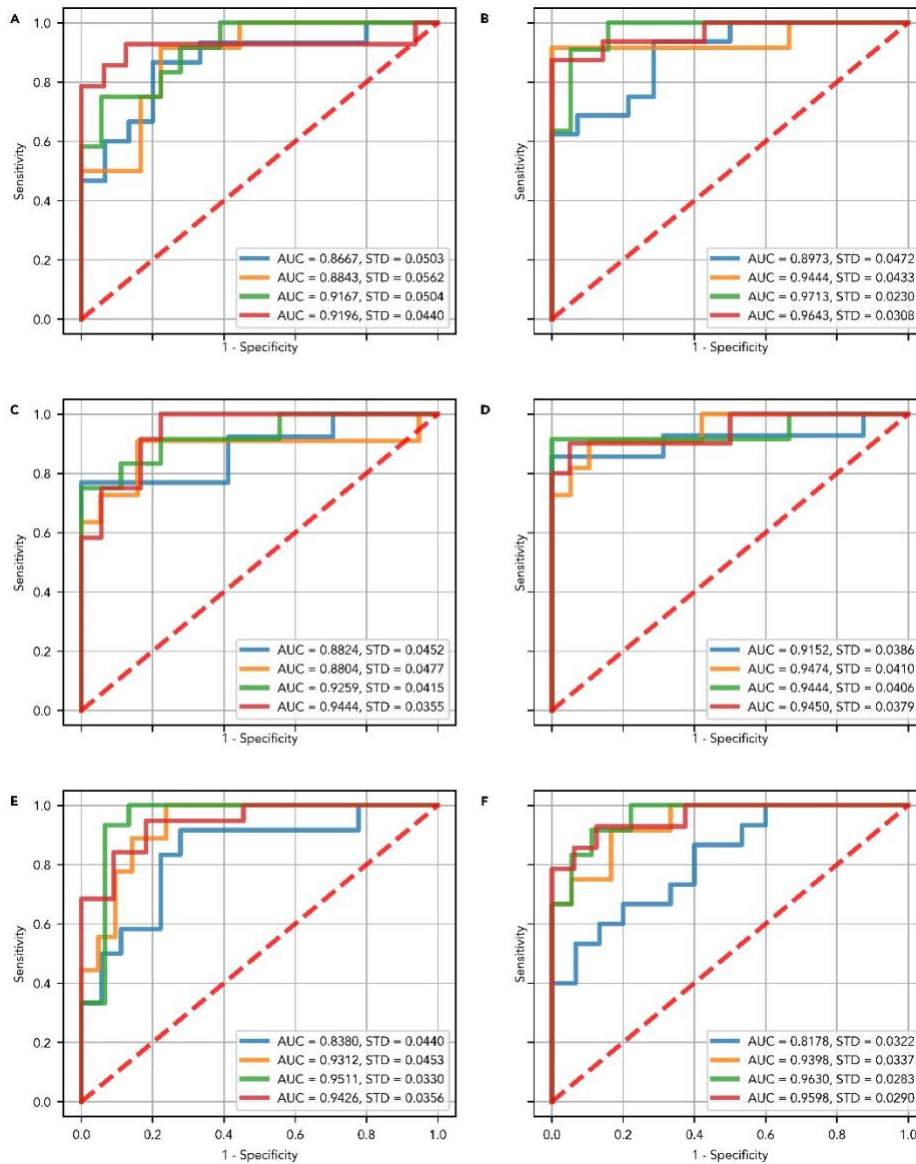 A
1.0
0.8
0.6
0.4
0.2
0.0
Sensitivity
AUC = 0.8667, STD = 0.0503
AUC = 0.8843, STD = 0.0562
AUC = 0.9167, STD = 0.0504
AUC = 0.9196, STD = 0.0440
1 - Specificity
B
Sensitivity
AUC = 0.8973, STD = 0.0472
AUC = 0.9444, STD = 0.0433
AUC = 0.9713, STD = 0.0230
AUC = 0.9643, STD = 0.0308
1 - Specificity
C
1.0
0.8
0.6
0.4
0.2
0.0
Sensitivity
AUC = 0.8824, STD = 0.0452
AUC = 0.8804, STD = 0.0477
AUC = 0.9259, STD = 0.0415
AUC = 0.9444, STD = 0.0355
1 - Specificity
D
Sensitivity
AUC = 0.9152, STD = 0.0386
AUC = 0.9474, STD = 0.0410
AUC = 0.9444, STD = 0.0406
AUC = 0.9450, STD = 0.0379
1 - Specificity
E
1.0
0.8
0.6
0.4
0.2
0.0
Sensitivity
AUC = 0.8380, STD = 0.0440
AUC = 0.9312, STD = 0.0453
AUC = 0.9511, STD = 0.0330
AUC = 0.9426, STD = 0.0356
0.0 0.2 0.4 0.6 0.8 1.0
1 - Specificity
F
Sensitivity
AUC = 0.8178, STD = 0.0322
AUC = 0.9398, STD = 0.0337
AUC = 0.9630, STD = 0.0283
AUC = 0.9598, STD = 0.0290
0.0 0.2 0.4 0.6 0.8 1.0
1 - Specificity